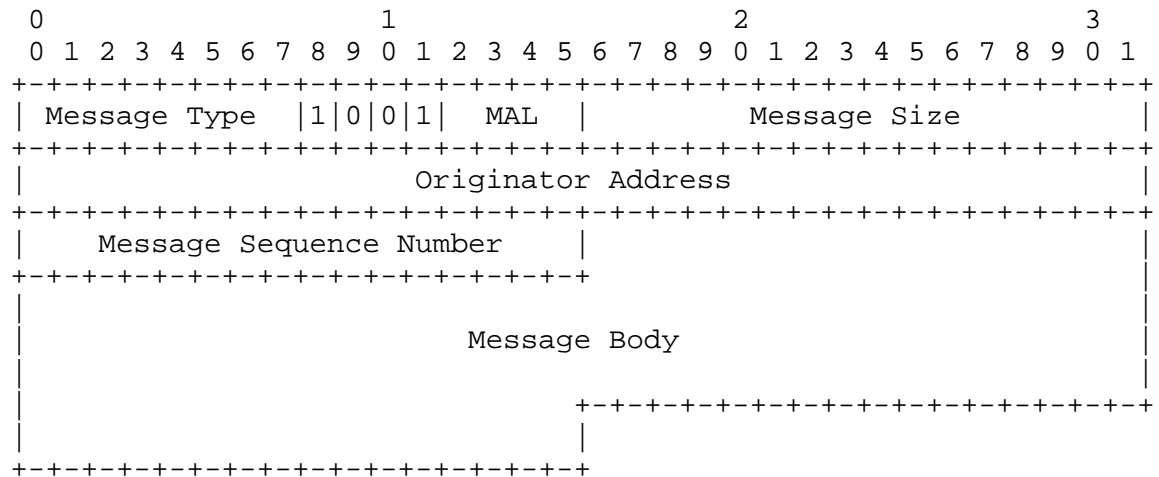 0                   1                   2                   3
 0 1 2 3 4 5 6 7 8 9 0 1 2 3 4 5 6 7 8 9 0 1 2 3 4 5 6 7 8 9 0 1
+-+-+-+-+-+-+-+-+-+-+-+-+-+-+-+-+-+-+-+-+-+-+-+-+-+-+-+-+-+-+-+-+
| Message Type  |1|0|0|1|  MAL  |         Message Size          |
+-+-+-+-+-+-+-+-+-+-+-+-+-+-+-+-+-+-+-+-+-+-+-+-+-+-+-+-+-+-+-+-+
|                      Originator Address                       |
+-+-+-+-+-+-+-+-+-+-+-+-+-+-+-+-+-+-+-+-+-+-+-+-+-+-+-+-+-+-+-+-+
|    Message Sequence Number    |                               |
+-+-+-+-+-+-+-+-+-+-+-+-+-+-+-+-+                               |
|                                                               |
|                         Message Body                          |
|                                                               |
|                               +-+-+-+-+-+-+-+-+-+-+-+-+-+-+-+-+
|                               |
+-+-+-+-+-+-+-+-+-+-+-+-+-+-+-+-+